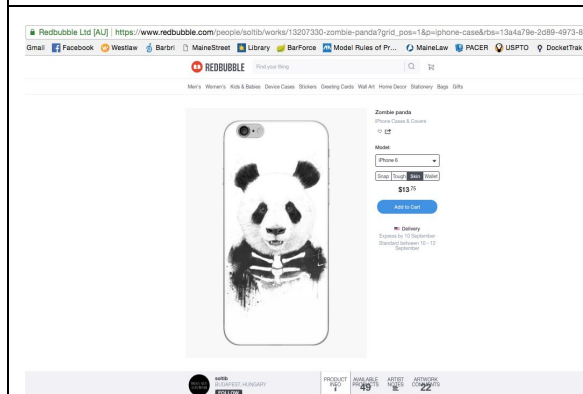 Redbubble Ltd [AU] | https://www.redbubble.com/people/soltib/works/13207330-zombie-panda?grid_pos=1&p=iphone-case&rbs=13a4a79e-2d89-4973-8
Gmail Facebook Westlaw Barbri MaineStreet Library BarForce Model Rules of Pr... MaineLaw PACER USPTO DocketTrak
REDBUBBLE Find your thing
Men's Women's Kids & Babies Device Cases Stickers Greeting Cards Wall Art Home Decor Stationery Bags Gifts
Zombie panda
iPhone Cases & Covers
Model:
iPhone 6
Snap Tough Skin Wallet
$13.75
Add to Cart
Delivery
Express by 10 September
Standard between 10 - 12
September
soltib
BUDAPEST, HUNGARY
FOLLOW
PRODUCT INFO
AVAILABLE PRODUCTS 49
ARTIST NOTES
ARTWORK COMMENTS 22